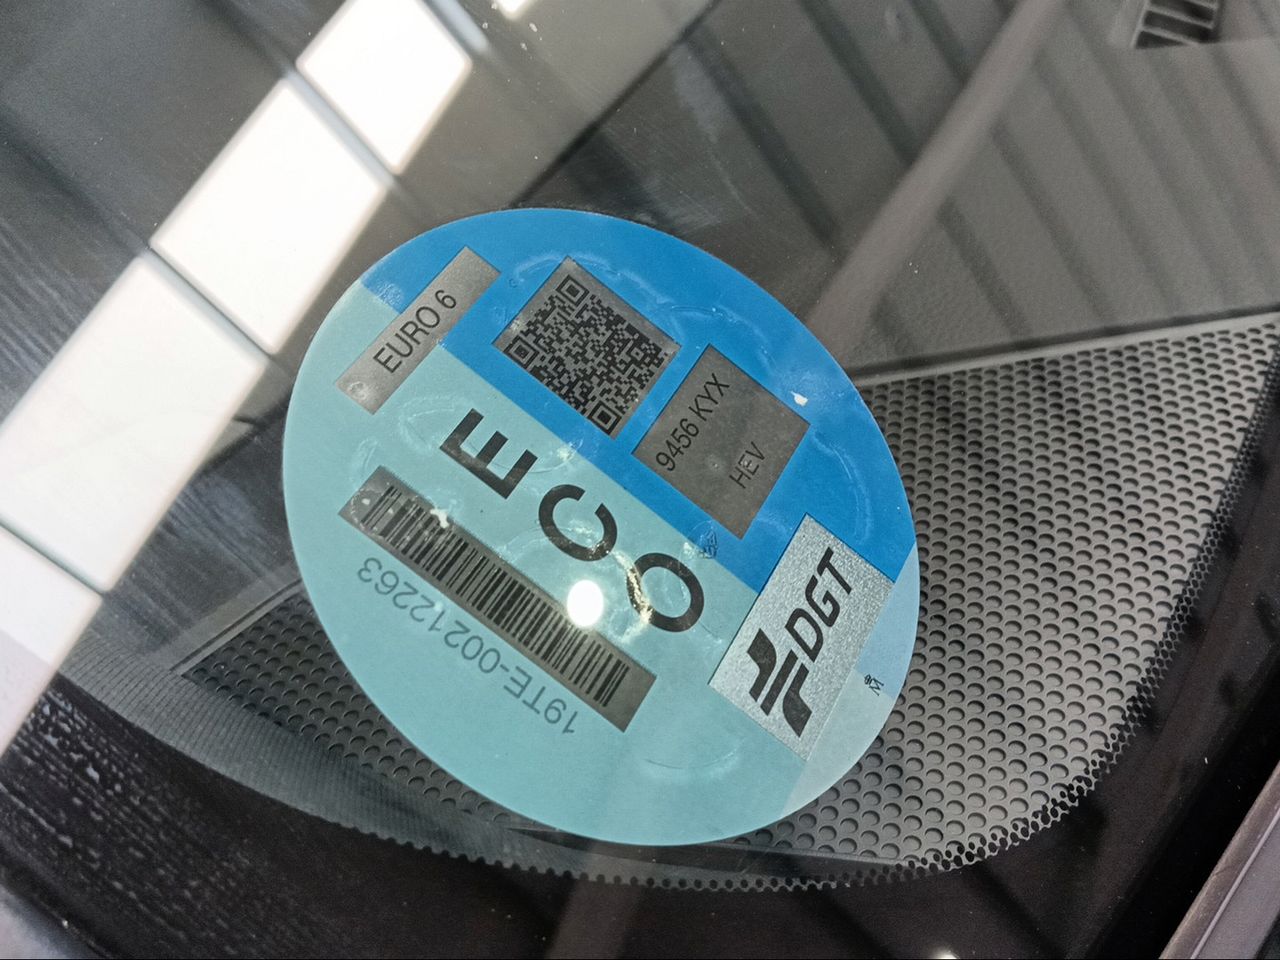 EURO 6
9456 KYX
HEV
ECO
DGT
19TE-00212263
M